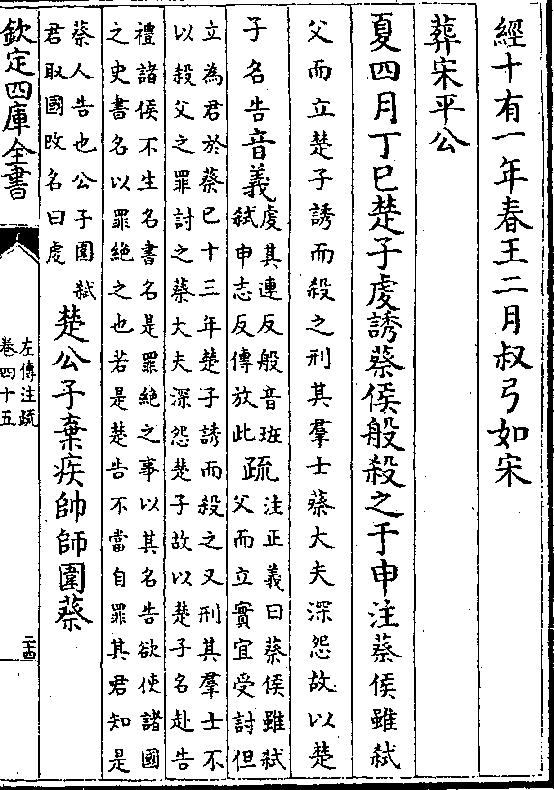 經十有一年春王二月叔弓如宋
葬宋平公
夏四月丁巳楚子虔誘蔡侯般殺之于申注蔡侯雖弑
父而立楚子誘而殺之刑其羣士蔡大夫深怨故以楚
子名告音義虔其連反般音班
弑申志反傳放此疏注正義曰蔡侯雖弑
父而立實宜受討但
立為君於蔡已十三年楚子誘而殺之又刑其羣士不
以殺父之罪討之蔡大夫深怨楚子故以楚子名赴告
禮諸侯不生名書名是罪絶之事以其名告欲使諸國
之史書名以罪絶之也若是楚告不當自罪其君知是
蔡人告也公子圍弑
君取國改名曰虔楚公子棄疾帥師圍蔡
欽定四庫全書
左傳注疏
卷四十五
二十四